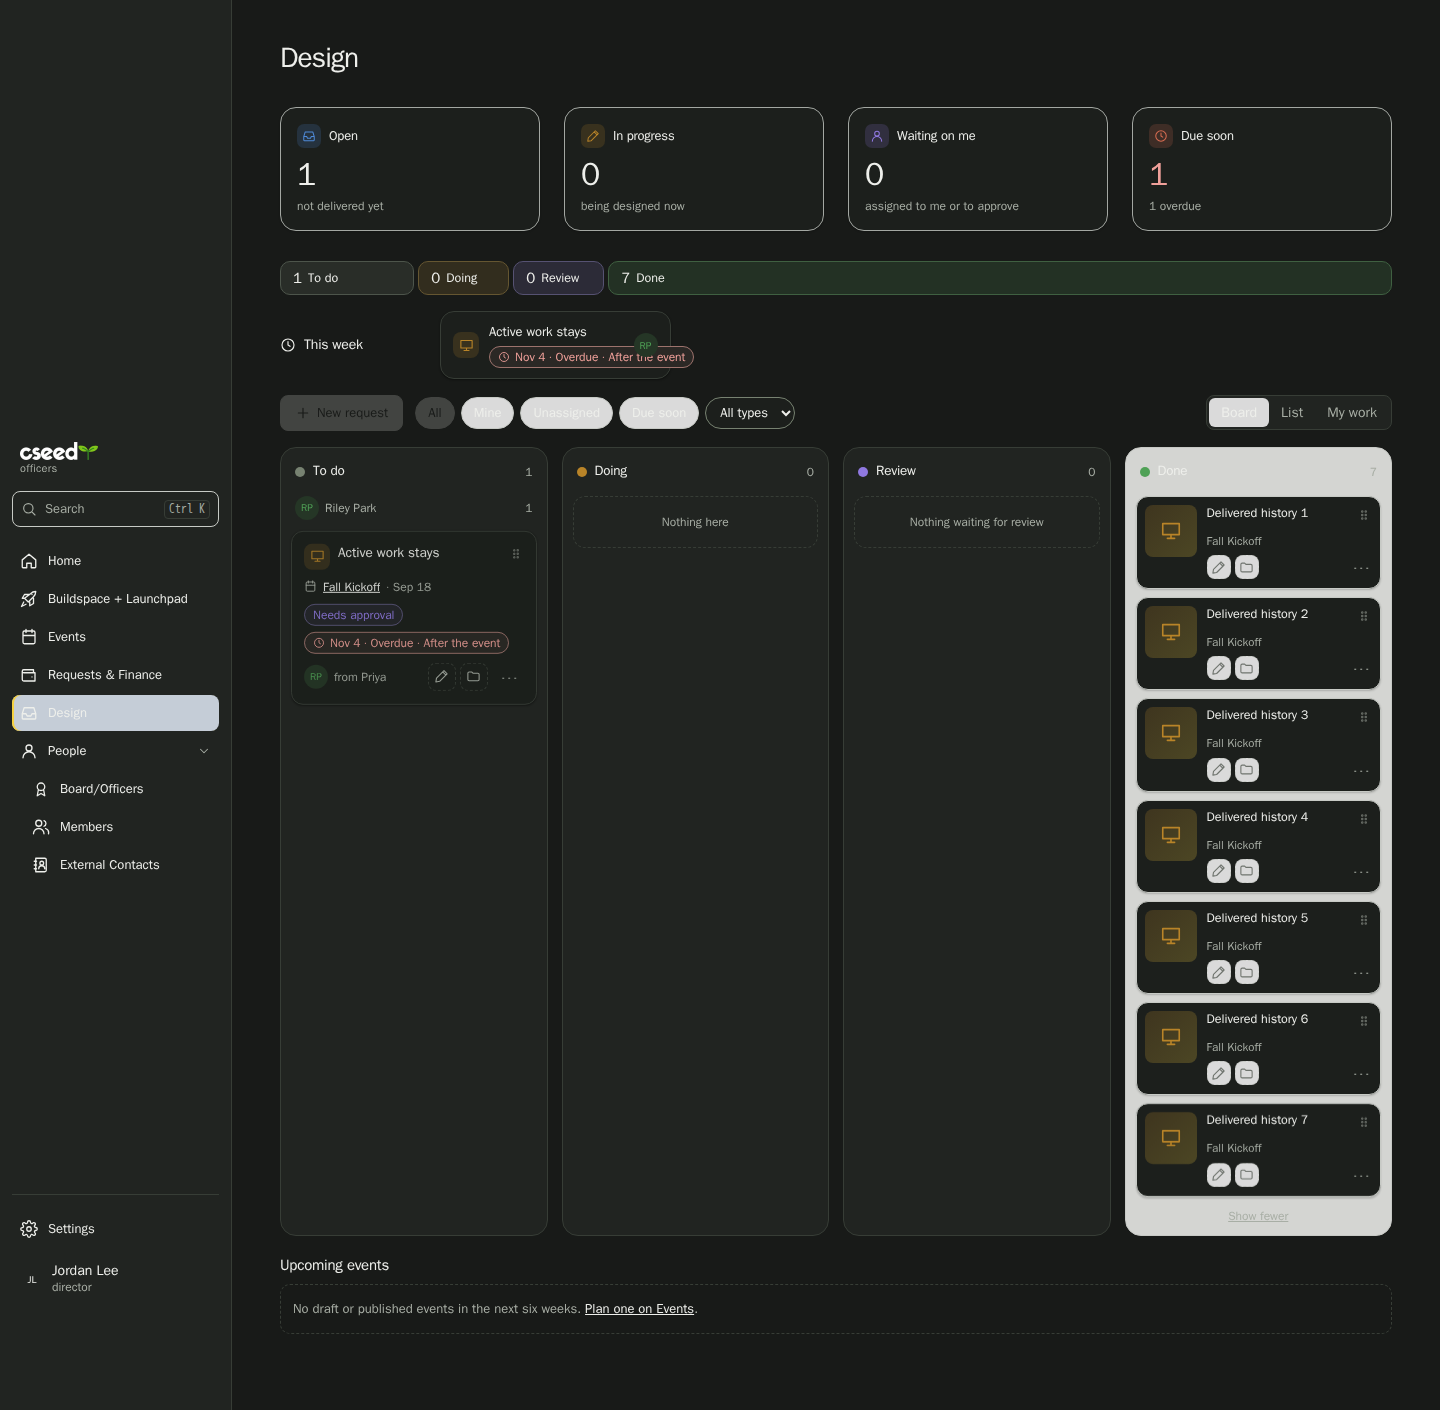 Design
Open
1
not delivered yet
In progress
0
being designed now
Waiting on me
0
assigned to me or to approve
Due soon
1
1 overdue
1 To do
0 Doing
0 Review
7 Done
This week
Active work stays
RP
Nov 4 · Overdue · After the event
New request
All
Mine
Unassigned
Due soon
All types
Board
List
My work
cseed
officers
Search
Ctrl K
Home
Buildspace + Launchpad
Events
Requests & Finance
Design
People
Board/Officers
Members
External Contacts
Settings
JL
Jordan Lee
director
To do
1
RP
Riley Park
1
Active work stays
Fall Kickoff · Sep 18
Needs approval
Nov 4 · Overdue · After the event
RP
from Priya
...
Doing
0
Nothing here
Review
0
Nothing waiting for review
Done
7
Delivered history 1
Fall Kickoff
...
Delivered history 2
Fall Kickoff
...
Delivered history 3
Fall Kickoff
...
Delivered history 4
Fall Kickoff
...
Delivered history 5
Fall Kickoff
...
Delivered history 6
Fall Kickoff
...
Delivered history 7
Fall Kickoff
...
Show fewer
Upcoming events
No draft or published events in the next six weeks. Plan one on Events.